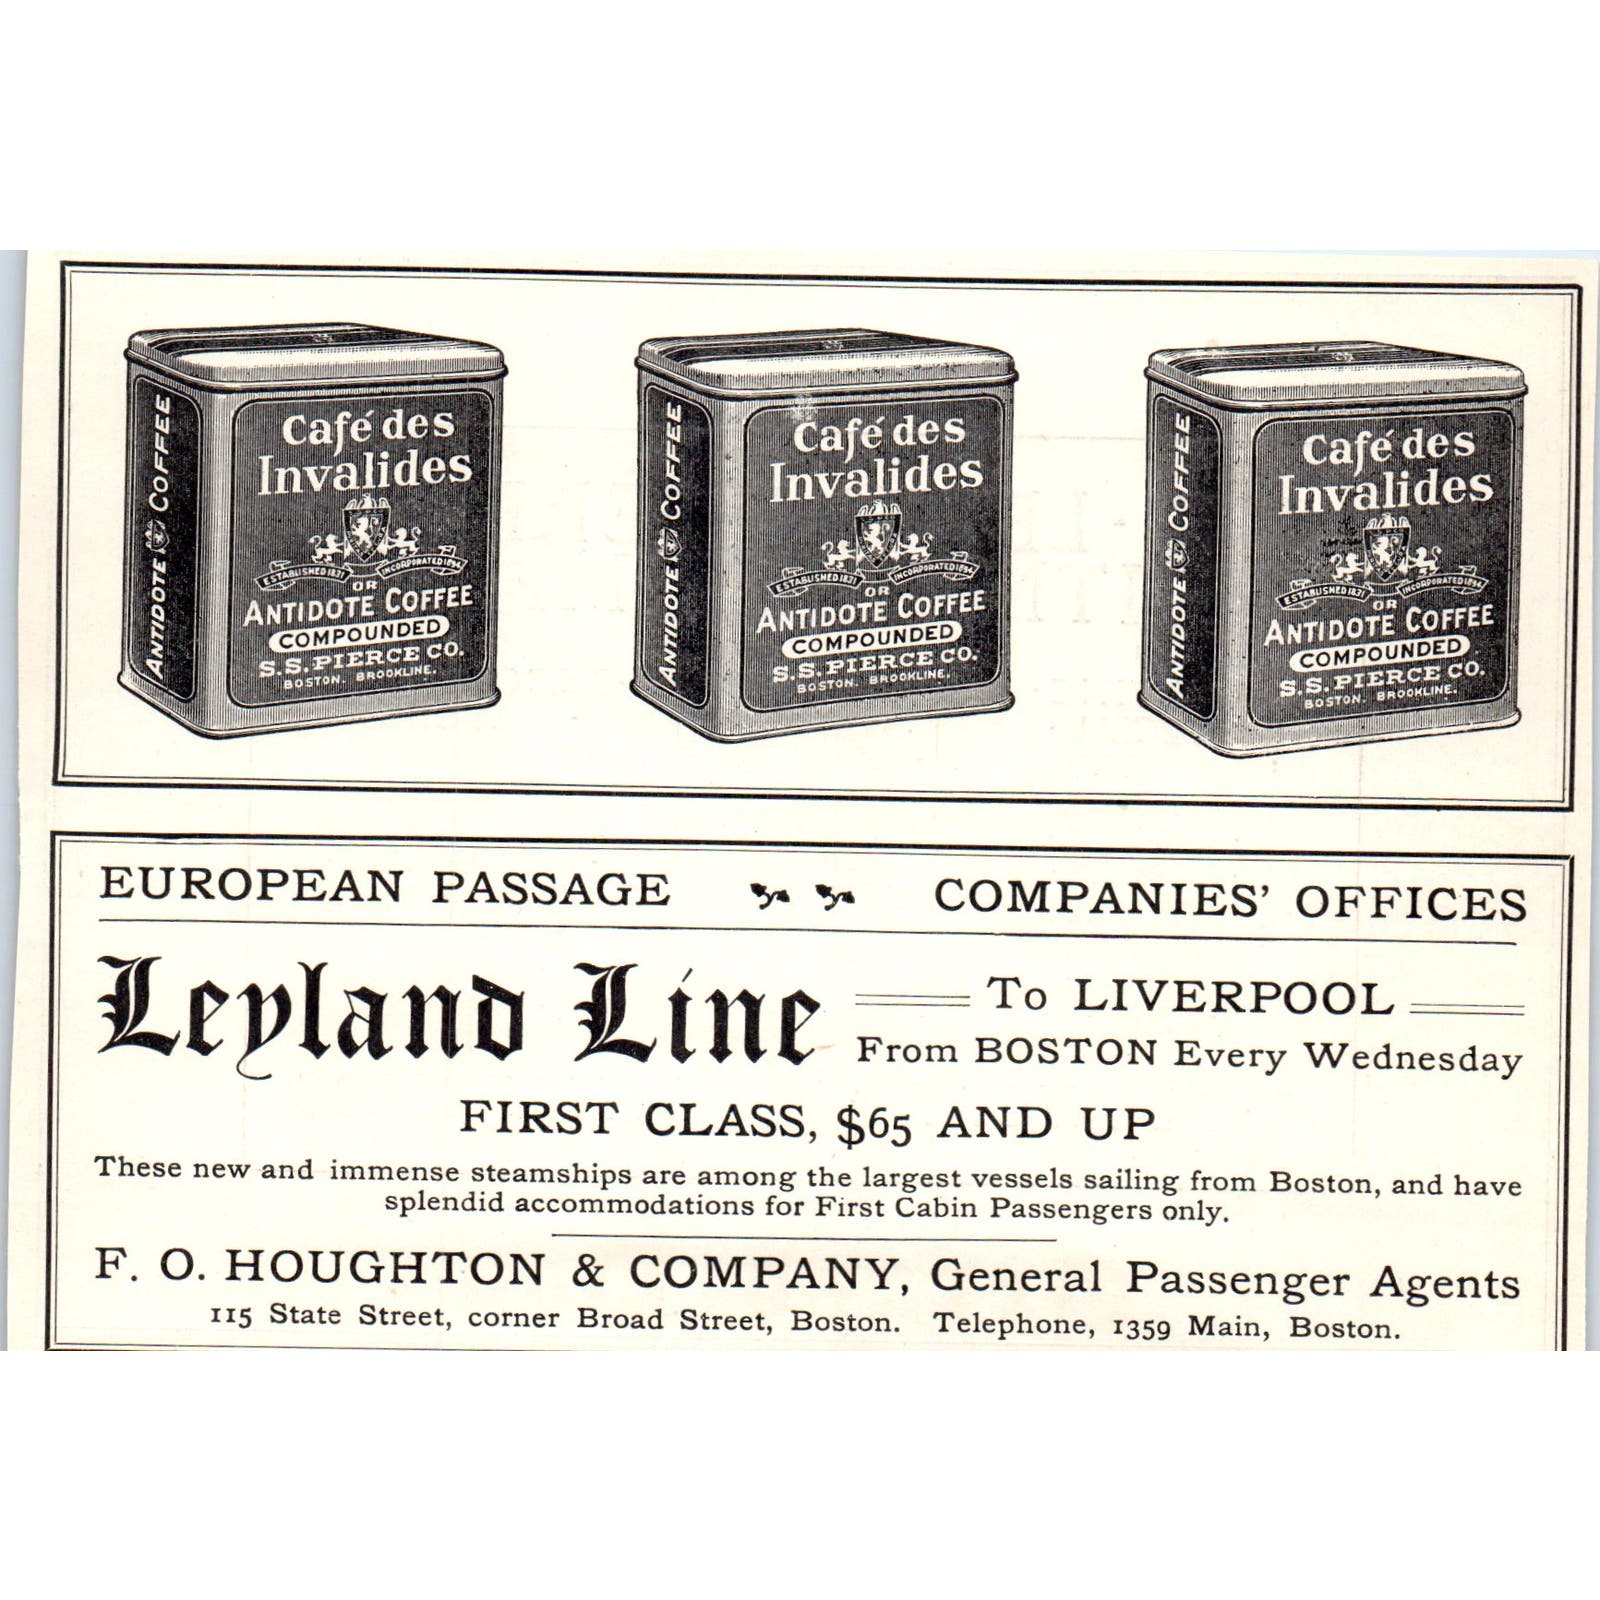 ANTIDOTE COFFEE
Café des
Invalides
ESTABLISHED 1831 INCORPORATED 1894
OR
ANTIDOTE COFFEE
COMPOUNDED
S.S. PIERCE CO.
BOSTON. BROOKLINE.
ANTIDOTE COFFEE
Café des
Invalides
ESTABLISHED 1831 INCORPORATED 1894
OR
ANTIDOTE COFFEE
COMPOUNDED
S.S. PIERCE CO.
BOSTON. BROOKLINE.
ANTIDOTE COFFEE
Café des
Invalides
ESTABLISHED 1831 INCORPORATED 1894
OR
ANTIDOTE COFFEE
COMPOUNDED
S.S. PIERCE CO.
BOSTON. BROOKLINE.
EUROPEAN PASSAGE COMPANIES' OFFICES
Leyland Line To LIVERPOOL
From BOSTON Every Wednesday
FIRST CLASS, $65 AND UP
These new and immense steamships are among the largest vessels sailing from Boston, and have
splendid accommodations for First Cabin Passengers only.
F. O. HOUGHTON & COMPANY, General Passenger Agents
115 State Street, corner Broad Street, Boston. Telephone, 1359 Main, Boston.